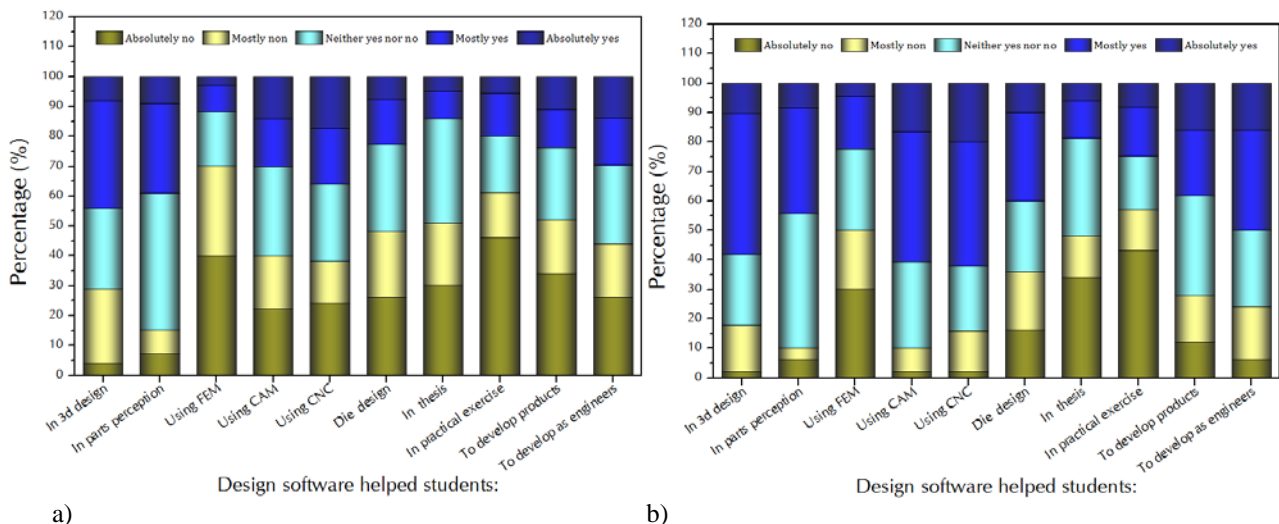 120
110
100
90
80
70
60
50
40
30
20
10
0
Percentage (%)
Absolutely no
Mostly non
Neither yes nor no
Mostly yes
Absolutely yes
In 3d design
In parts perception
Using FEM
Using CAM
Using CNC
Die design
In thesis
In practical exercise
To develop products
To develop as engineers
Design software helped students:
a)
120
110
100
90
80
70
60
50
40
30
20
10
0
Percentage (%)
Absolutely no
Mostly non
Neither yes nor no
Mostly yes
Absolutely yes
In 3d design
In parts perception
Using FEM
Using CAM
Using CNC
Die design
In thesis
In practical exercise
To develop products
To develop as engineers
Design software helped students:
b)